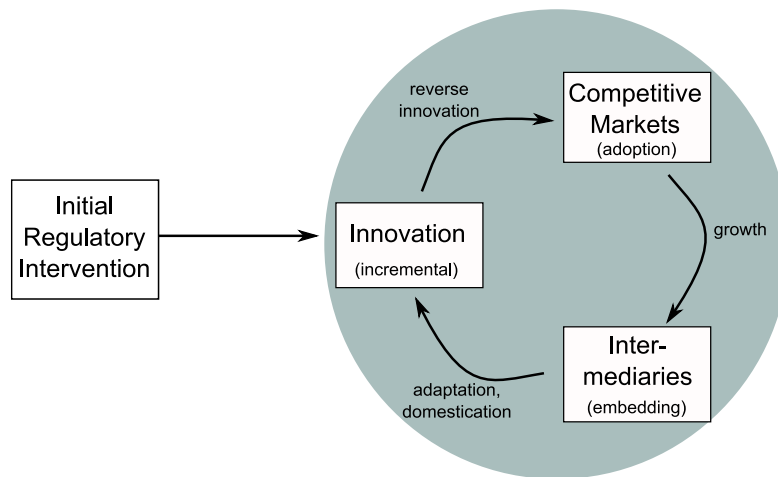 Initial
Regulatory
Intervention
Innovation
(incremental)
reverse
innovation
Competitive
Markets
(adoption)
growth
Inter-
mediaries
(embedding)
adaptation,
domestication